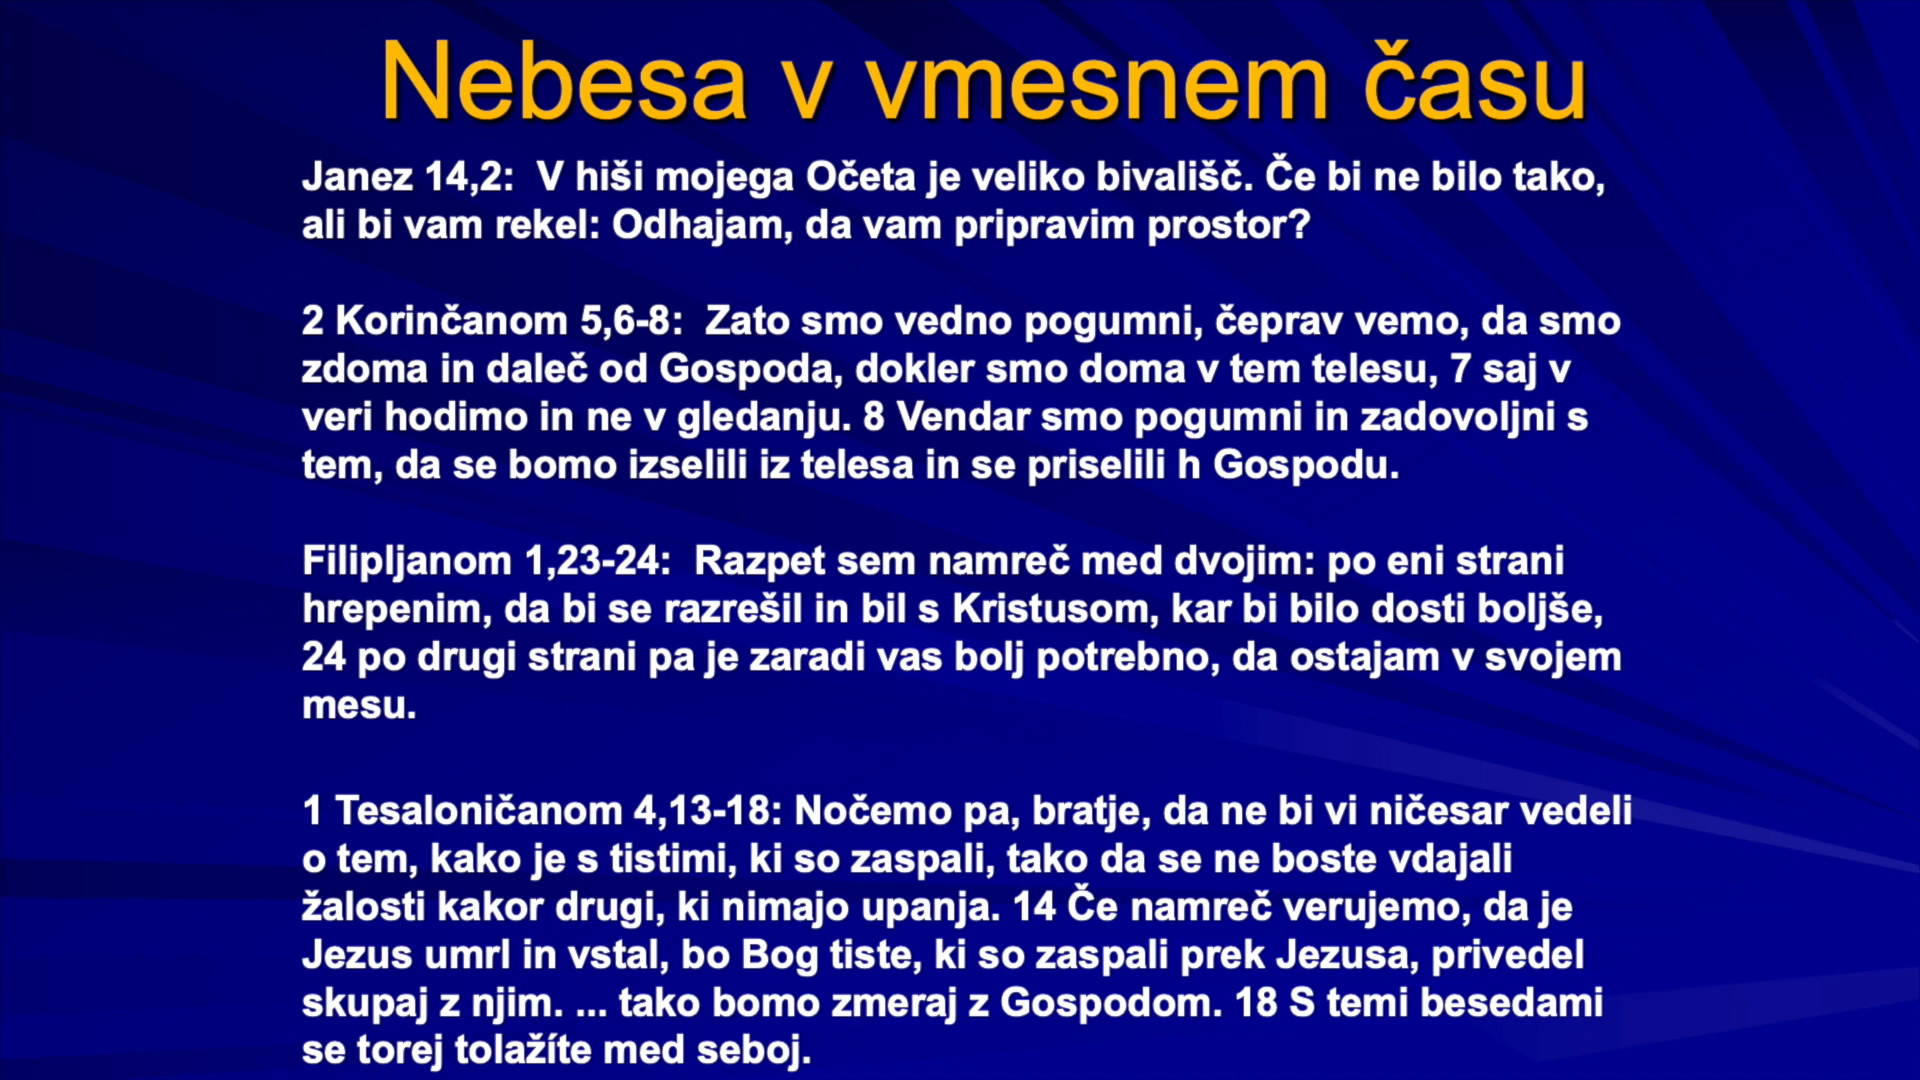 Nebesa v vmesnem času
Janez 14,2:  V hiši mojega Očeta je veliko bivališč. Če bi ne bilo tako,
ali bi vam rekel: Odhajam, da vam pripravim prostor?
2 Korinčanom 5,6-8:  Zato smo vedno pogumni, čeprav vemo, da smo
zdoma in daleč od Gospoda, dokler smo doma v tem telesu, 7 saj v
veri hodimo in ne v gledanju. 8 Vendar smo pogumni in zadovoljni s
tem, da se bomo izselili iz telesa in se priselili h Gospodu.
Filipljanom 1,23-24:  Razpet sem namreč med dvojim: po eni strani
hrepenim, da bi se razrešil in bil s Kristusom, kar bi bilo dosti boljše,
24 po drugi strani pa je zaradi vas bolj potrebno, da ostajam v svojem
mesu.
1 Tesaloničanom 4,13-18: Nočemo pa, bratje, da ne bi vi ničesar vedeli
o tem, kako je s tistimi, ki so zaspali, tako da se ne boste vdajali
žalosti kakor drugi, ki nimajo upanja. 14 Če namreč verujemo, da je
Jezus umrl in vstal, bo Bog tiste, ki so zaspali prek Jezusa, privedel
skupaj z njim. ... tako bomo zmeraj z Gospodom. 18 S temi besedami
se torej tolažíte med seboj.